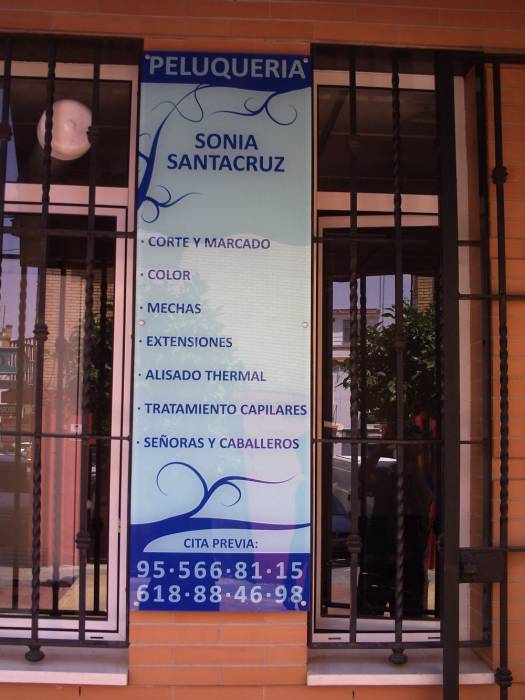 PELUQUERIA
SONIA
SANTACRUZ
· CORTE Y MARCADO
· COLOR
· MECHAS
· EXTENSIONES
· ALISADO THERMAL
· TRATAMIENTO CAPILARES
· SEÑORAS Y CABALLEROS
CITA PREVIA:
95·566·81·15
618·88·46·98